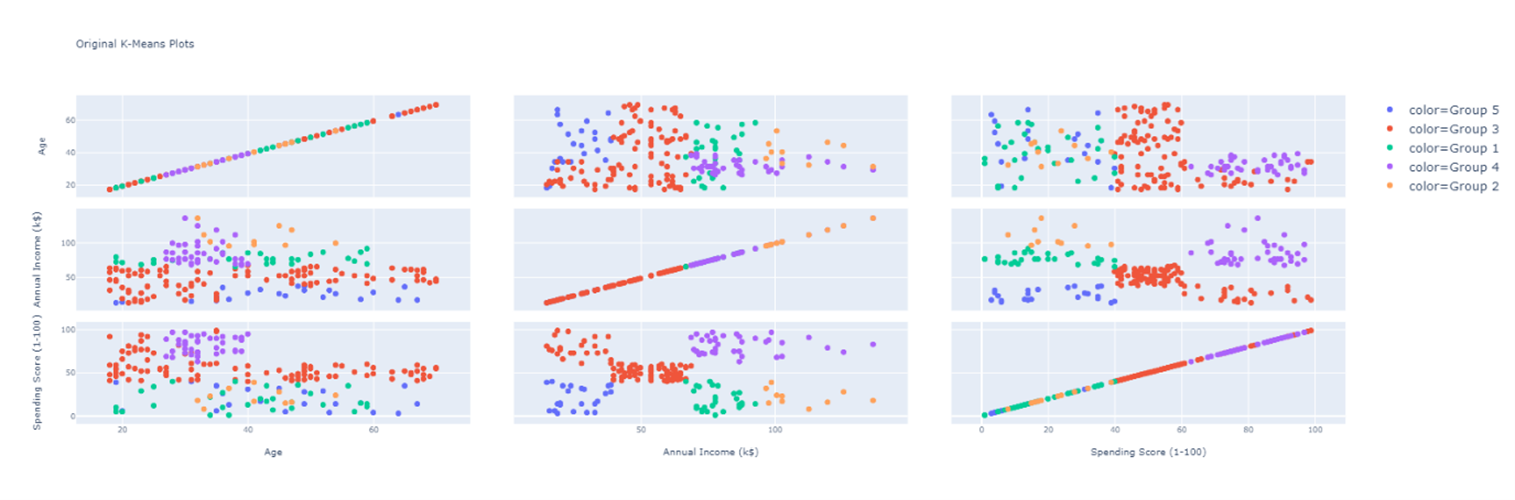 Original K-Means Plots
color=Group 5
color=Group 3
color=Group 1
color=Group 4
color=Group 2
Age
60
40
20
Annual Income (k$)
100
50
Spending Score (1-100)
100
50
0
20
40
60
50
100
0
20
40
60
80
100
Age
Annual Income (k$)
Spending Score (1-100)